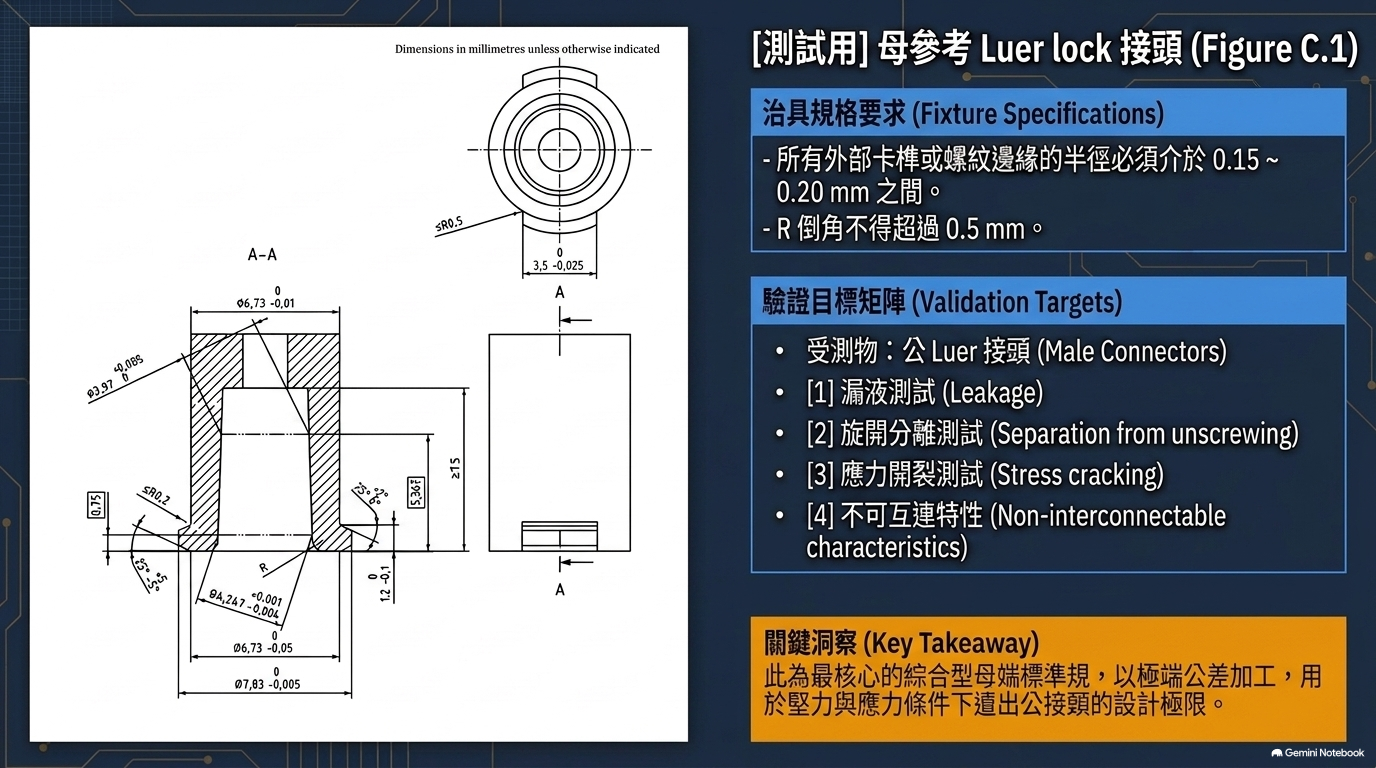 Dimensions in millimetres unless otherwise indicated
≤R0.5
0
3,5 -0,025
A
A-A
0
Ø6,73 -0,01
+0,085
Ø3,97 0
0,75
≤R0,2
≥15
R
0
1.2 -0,1
+0.001
Ø4,247 -0.004
0
Ø6,73 -0,05
0
Ø7,83 -0,005
A
[測試用] 母參考 Luer lock 接頭 (Figure C.1)
治具規格要求 (Fixture Specifications)
- 所有外部卡榫或螺紋邊緣的半徑必須介於 0.15 ~
0.20 mm 之間。
- R 倒角不得超過 0.5 mm。
驗證目標矩陣 (Validation Targets)
• 受測物：公 Luer 接頭 (Male Connectors)
• [1] 漏液測試 (Leakage)
• [2] 旋開分離測試 (Separation from unscrewing)
• [3] 應力開裂測試 (Stress cracking)
• [4] 不可互連特性 (Non-interconnectable
characteristics)
關鍵洞察 (Key Takeaway)
此為最核心的綜合型母端標準規，以極端公差加工，用
於堅力與應力條件下遣出公接頸的設計極限。
Gemini Notebook